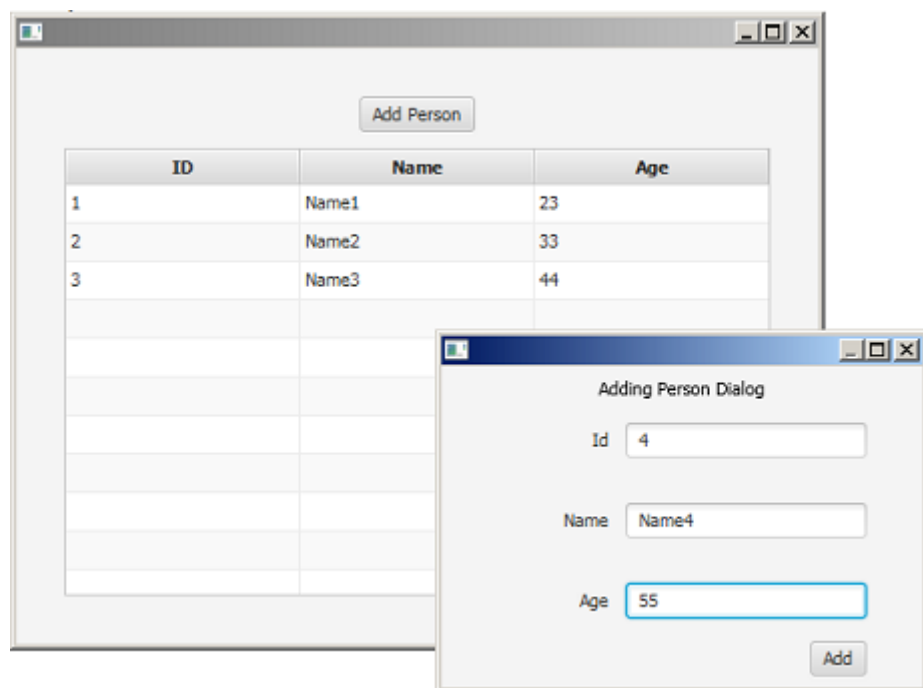 Add Person
ID Name Age
1 Name1 23
2 Name2 33
3 Name3 44
Adding Person Dialog
Id 4
Name Name4
Age 55
Add